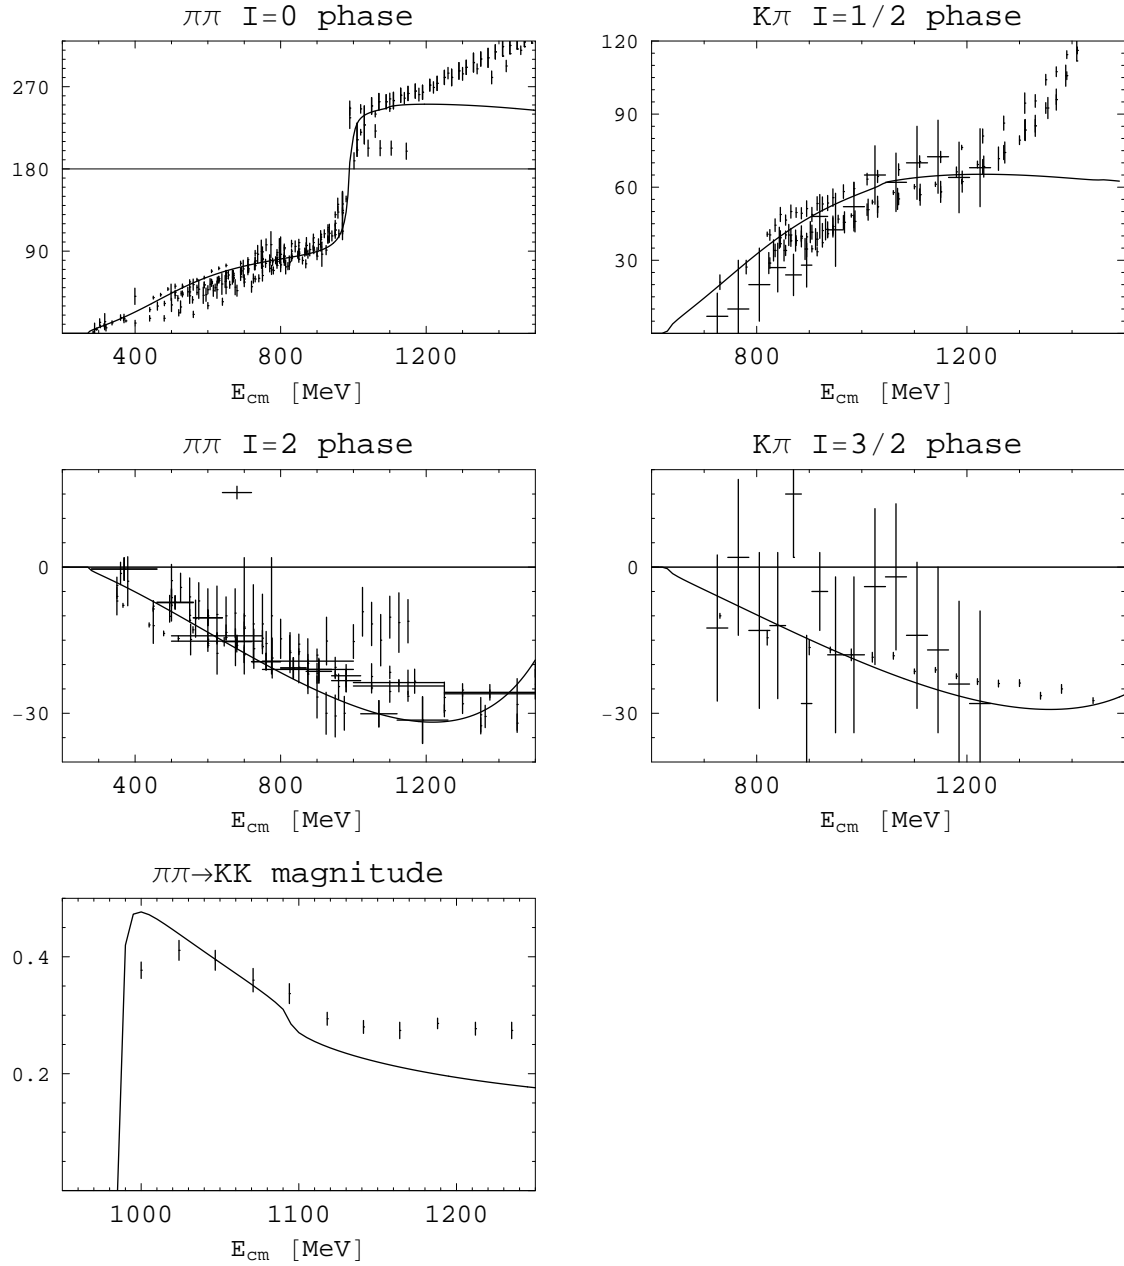 ππ I=0 phase
270
180
90
400 800 1200
E_cm [MeV]
Kπ I=1/2 phase
120
90
60
30
800 1200
E_cm [MeV]
ππ I=2 phase
0
−30
400 800 1200
E_cm [MeV]
Kπ I=3/2 phase
0
−30
800 1200
E_cm [MeV]
ππ→KK magnitude
0.4
0.2
1000 1100 1200
E_cm [MeV]